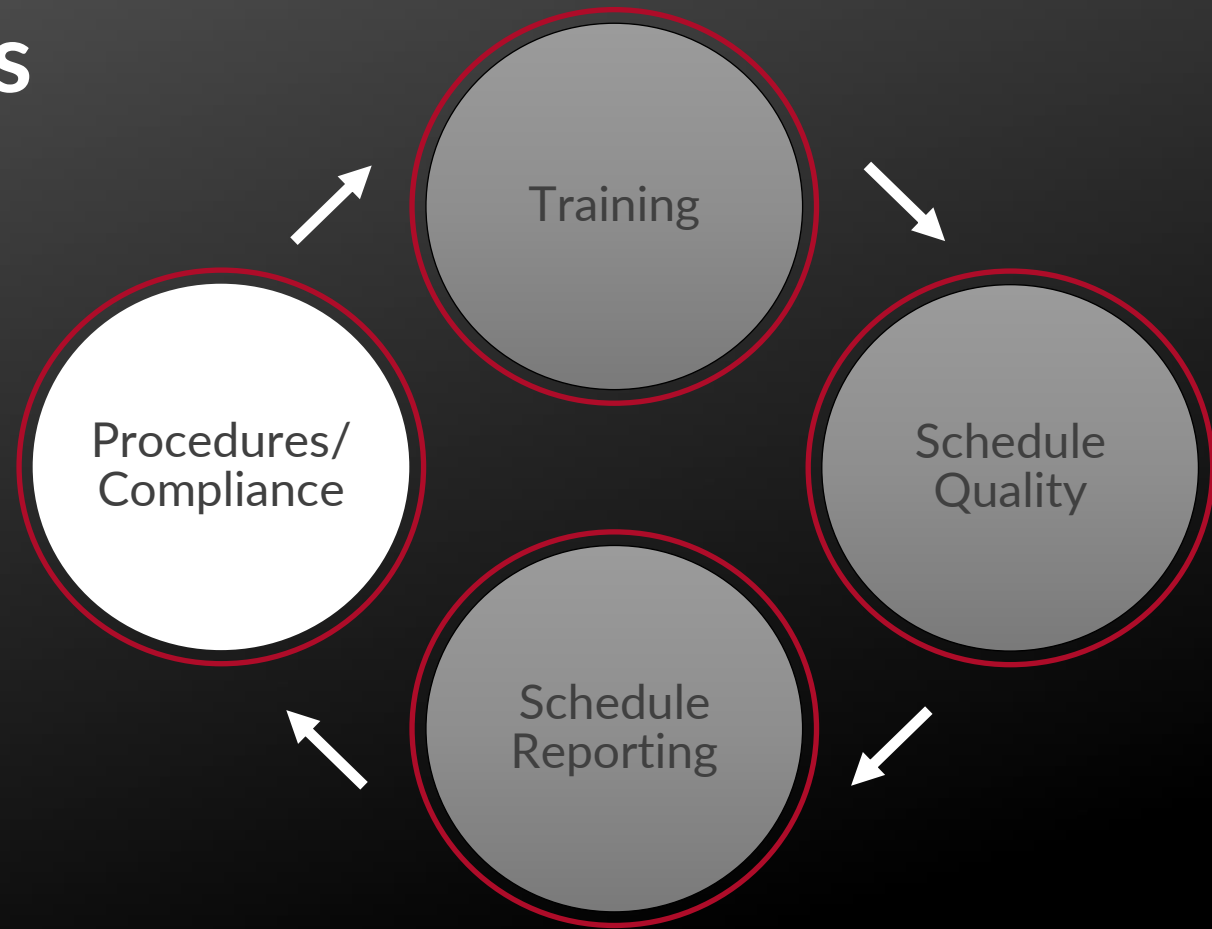 s
Training
Procedures/
Compliance
Schedule
Quality
Schedule
Reporting